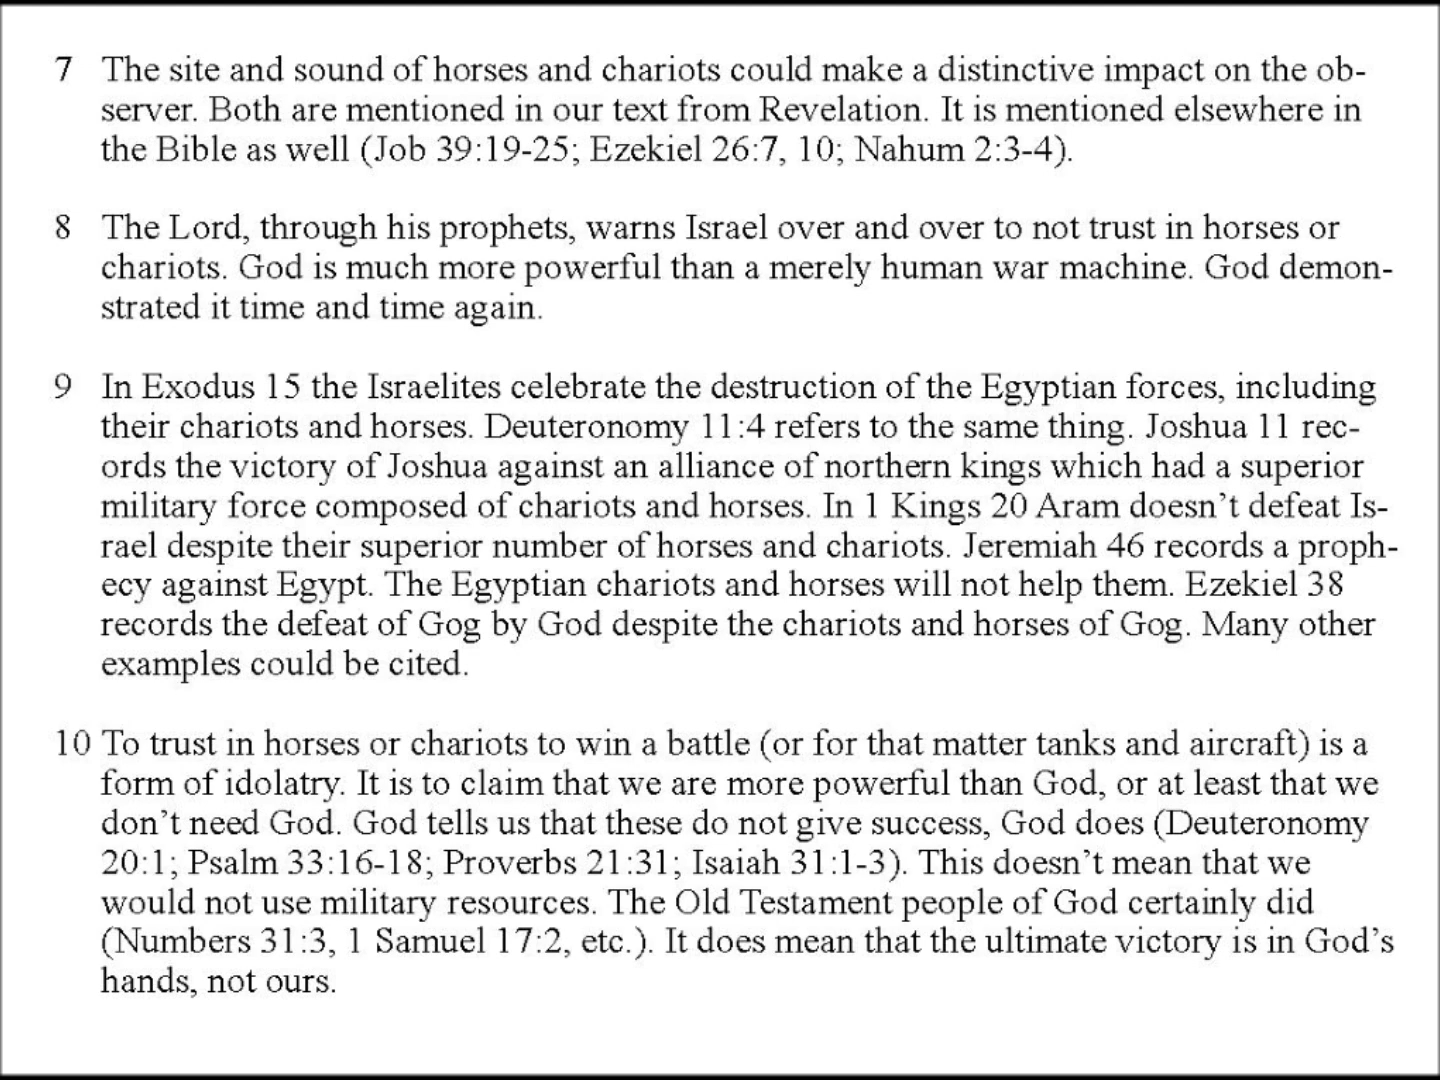 7 The site and sound of horses and chariots could make a distinctive impact on the ob-
server. Both are mentioned in our text from Revelation. It is mentioned elsewhere in
the Bible as well (Job 39:19-25; Ezekiel 26:7, 10; Nahum 2:3-4).
8 The Lord, through his prophets, warns Israel over and over to not trust in horses or
chariots. God is much more powerful than a merely human war machine. God demon-
strated it time and time again.
9 In Exodus 15 the Israelites celebrate the destruction of the Egyptian forces, including
their chariots and horses. Deuteronomy 11:4 refers to the same thing. Joshua 11 rec-
ords the victory of Joshua against an alliance of northern kings which had a superior
military force composed of chariots and horses. In 1 Kings 20 Aram doesn’t defeat Is-
rael despite their superior number of horses and chariots. Jeremiah 46 records a proph-
ecy against Egypt. The Egyptian chariots and horses will not help them. Ezekiel 38
records the defeat of Gog by God despite the chariots and horses of Gog. Many other
examples could be cited.
10 To trust in horses or chariots to win a battle (or for that matter tanks and aircraft) is a
form of idolatry. It is to claim that we are more powerful than God, or at least that we
don’t need God. God tells us that these do not give success, God does (Deuteronomy
20:1; Psalm 33:16-18; Proverbs 21:31; Isaiah 31:1-3). This doesn’t mean that we
would not use military resources. The Old Testament people of God certainly did
(Numbers 31:3, 1 Samuel 17:2, etc.). It does mean that the ultimate victory is in God’s
hands, not ours.